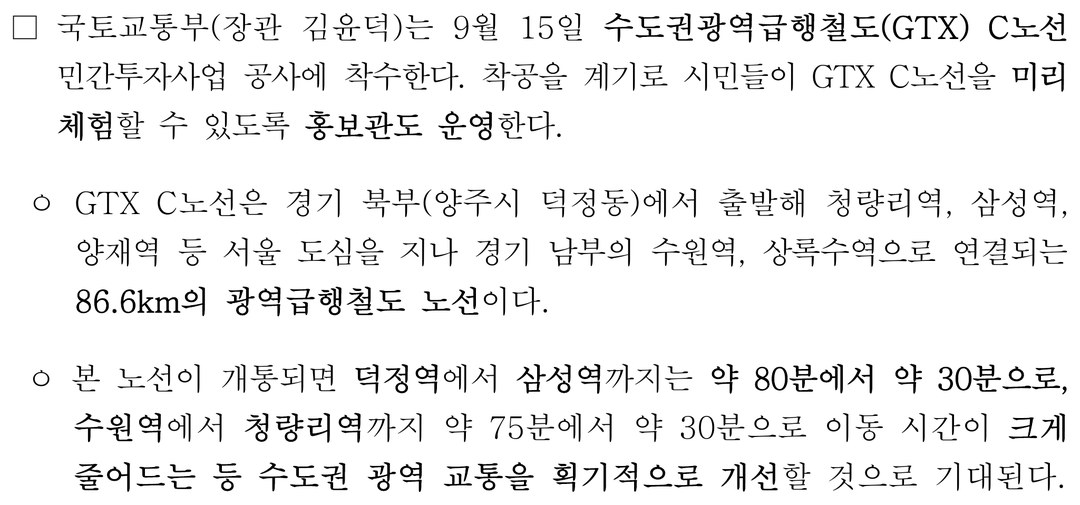 □ 국토교통부(장관 김윤덕)는 9월 15일 수도권광역급행철도(GTX) C노선
민간투자사업 공사에 착수한다. 착공을 계기로 시민들이 GTX C노선을 미리
체험할 수 있도록 홍보관도 운영한다.
ㅇ GTX C노선은 경기 북부(양주시 덕정동)에서 출발해 청량리역, 삼성역,
양재역 등 서울 도심을 지나 경기 남부의 수원역, 상록수역으로 연결되는
86.6km의 광역급행철도 노선이다.
ㅇ 본 노선이 개통되면 덕정역에서 삼성역까지는 약 80분에서 약 30분으로,
수원역에서 청량리역까지 약 75분에서 약 30분으로 이동 시간이 크게
줄어드는 등 수도권 광역 교통을 획기적으로 개선할 것으로 기대된다.